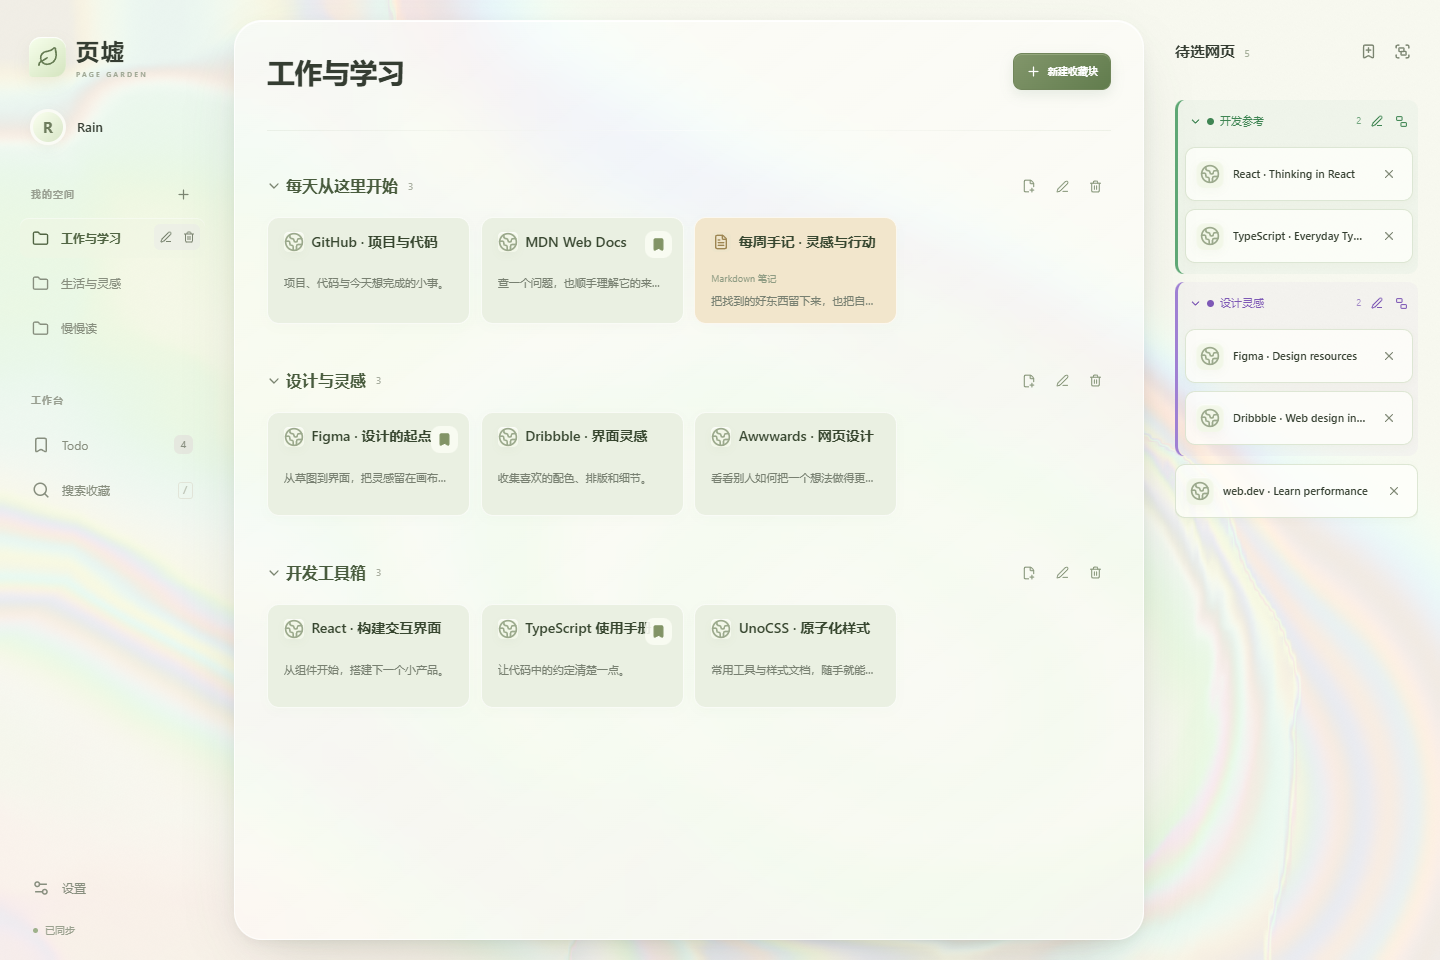 页墟
PAGE GARDEN
R
Rain
我的空间
工作与学习
生活与灵感
慢慢读
工作台
Todo
4
搜索收藏
/
设置
已同步
工作与学习
新建收藏块
每天从这里开始 3
GitHub · 项目与代码
项目、代码与今天想完成的小事。
MDN Web Docs
查一个问题，也顺手理解它的来...
每周手记 · 灵感与行动
Markdown 笔记
把找到的好东西留下来，也把自...
设计与灵感 3
Figma · 设计的起点
从草图到界面，把灵感留在画布...
Dribbble · 界面灵感
收集喜欢的配色、排版和细节。
Awwwards · 网页设计
看看别人如何把一个想法做得更...
开发工具箱 3
React · 构建交互界面
从组件开始，搭建下一个小产品。
TypeScript 使用手册
让代码中的约定清楚一点。
UnoCSS · 原子化样式
常用工具与样式文档，随手就能...
待选网页 5
开发参考 2
React · Thinking in React
TypeScript · Everyday Ty...
设计灵感 2
Figma · Design resources
Dribbble · Web design in...
web.dev · Learn performance